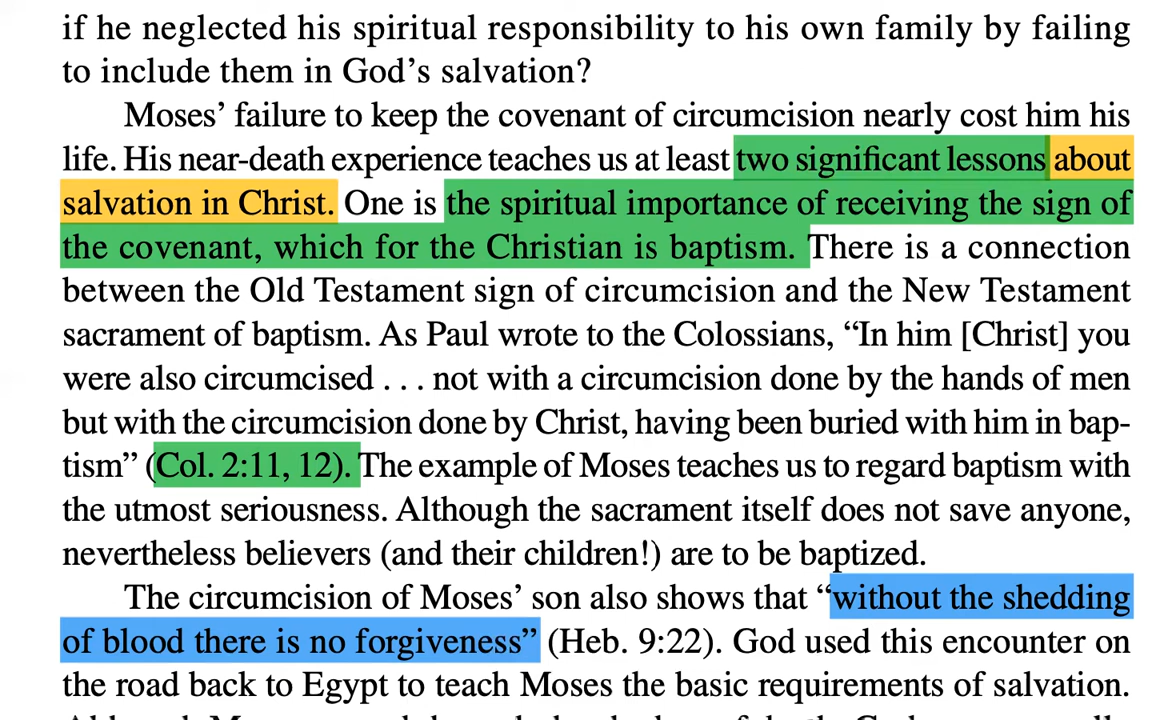 if he neglected his spiritual responsibility to his own family by failing
to include them in God’s salvation?
Moses’ failure to keep the covenant of circumcision nearly cost him his
life. His near-death experience teaches us at least two significant lessons about
salvation in Christ. One is the spiritual importance of receiving the sign of
the covenant, which for the Christian is baptism. There is a connection
between the Old Testament sign of circumcision and the New Testament
sacrament of baptism. As Paul wrote to the Colossians, “In him [Christ] you
were also circumcised . . . not with a circumcision done by the hands of men
but with the circumcision done by Christ, having been buried with him in bap-
tism” (Col. 2:11, 12). The example of Moses teaches us to regard baptism with
the utmost seriousness. Although the sacrament itself does not save anyone,
nevertheless believers (and their children!) are to be baptized.
The circumcision of Moses’ son also shows that “without the shedding
of blood there is no forgiveness” (Heb. 9:22). God used this encounter on
the road back to Egypt to teach Moses the basic requirements of salvation.